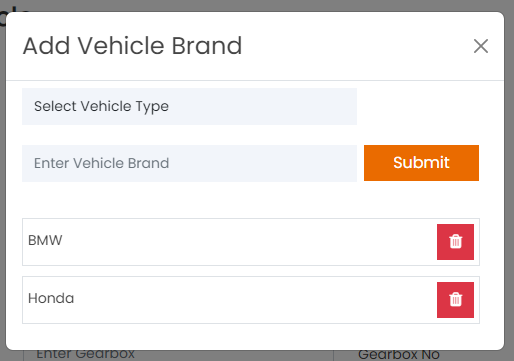 Add Vehicle Brand
Select Vehicle Type
Enter Vehicle Brand
Submit
BMW
Honda
Enter Gearbox
Gearbox No